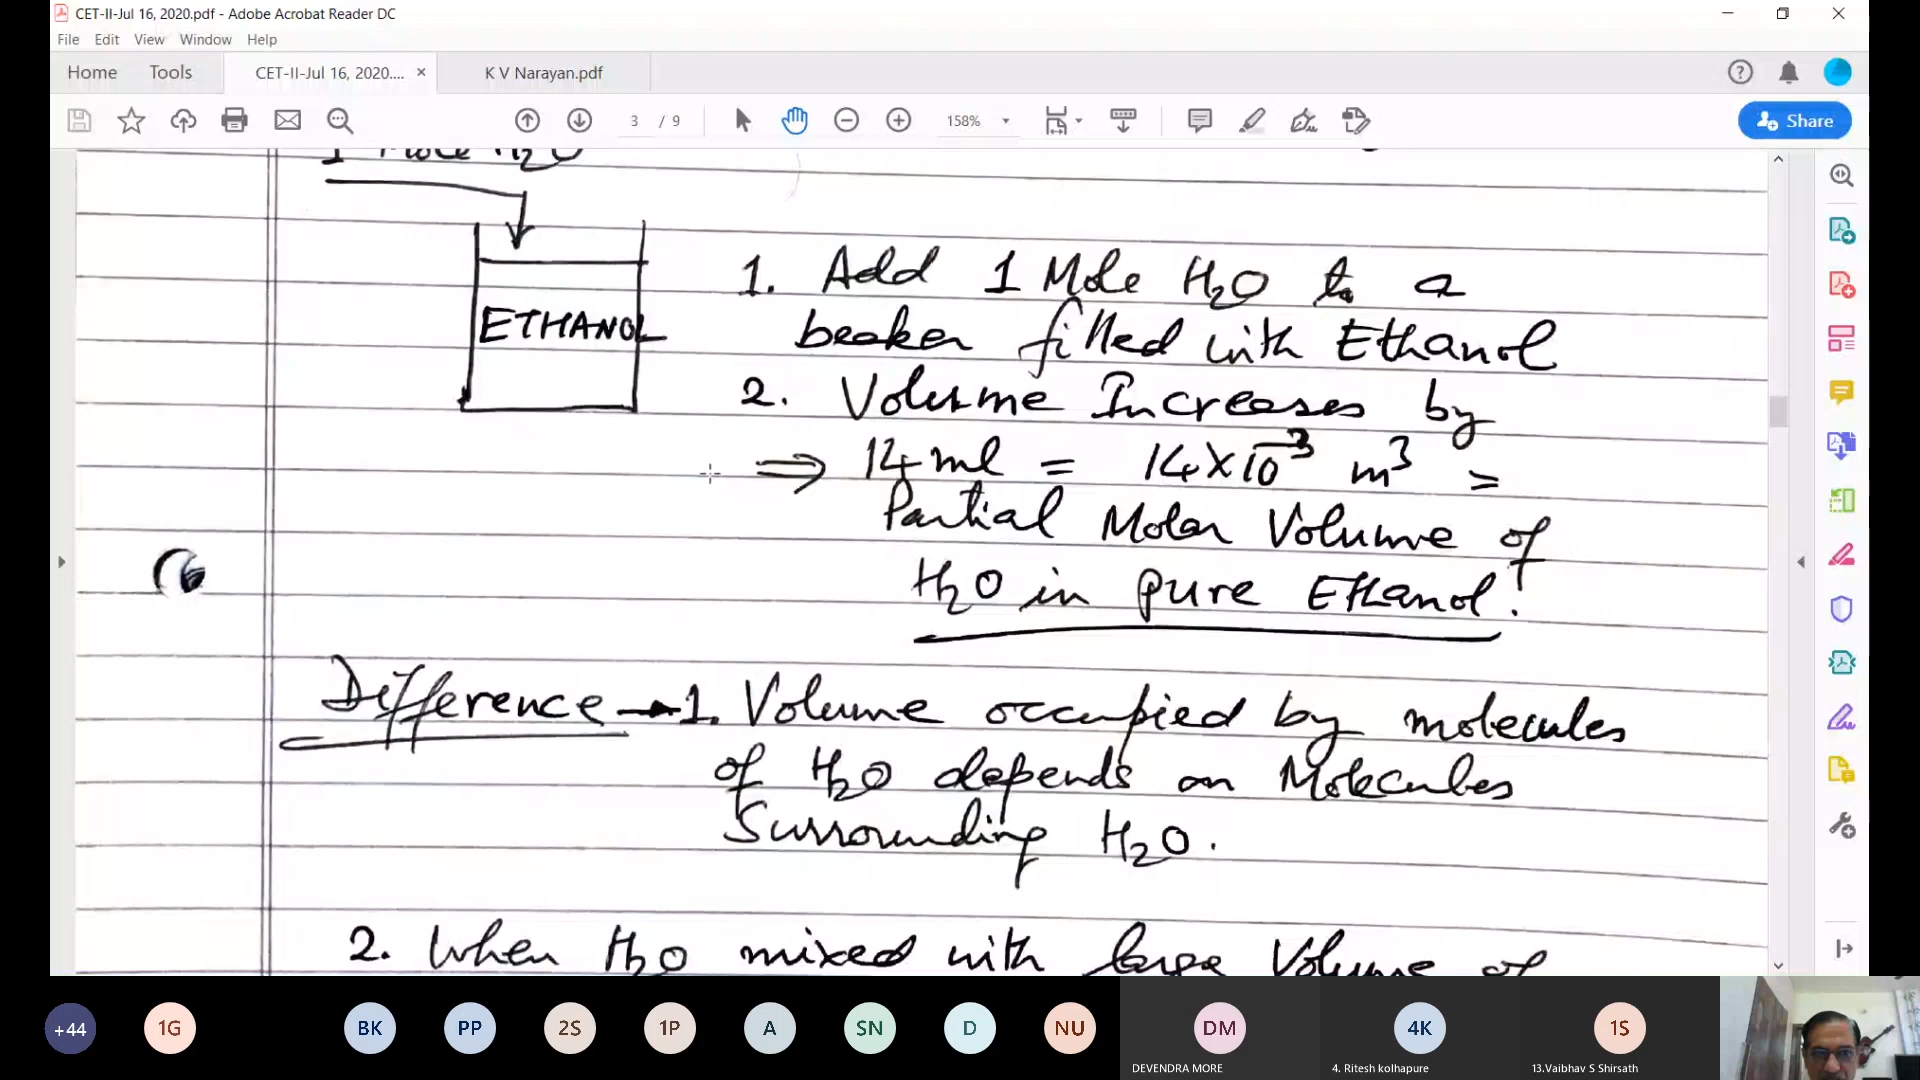 CET-II-Jul 16, 2020.pdf - Adobe Acrobat Reader DC
File Edit View Window Help
Home Tools CET-II-Jul 16, 2020.... × K V Narayan.pdf
3 / 9 158% Share
1 Mole H2O
ETHANOL
1. Add 1 Mole H2O to a
beaker filled with Ethanol
2. Volume Increases by
⇒ 14 ml = 14×10⁻³ m³ =
Partial Molar Volume of
H2O in pure Ethanol.
Difference → 1. Volume occupied by molecules
of H2O depends on Molecules
Surrounding H2O.
2. When H2O mixed with large Volume of
+44 1G BK PP 2S 1P A SN D NU DM 4K 1S
DEVENDRA MORE 4. Ritesh kolhapure 13.Vaibhav S Shirsath